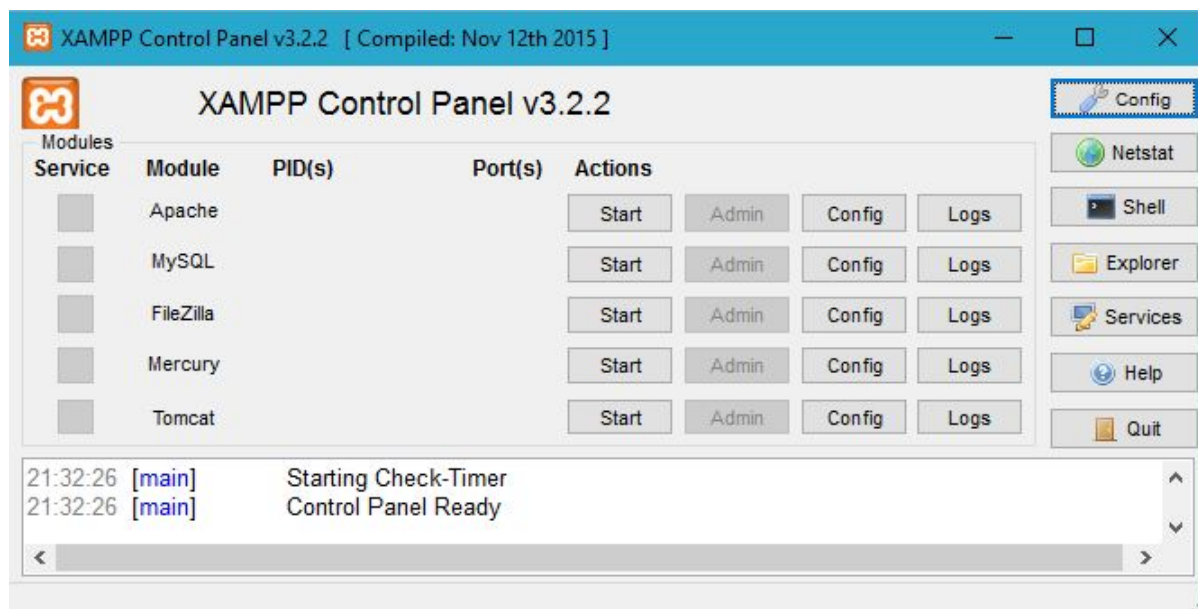 XAMPP Control Panel v3.2.2 [ Compiled: Nov 12th 2015 ]
XAMPP Control Panel v3.2.2
Config
Modules
Netstat
Service Module PID(s) Port(s) Actions
Apache Start Admin Config Logs
Shell
MySQL Start Admin Config Logs
Explorer
FileZilla Start Admin Config Logs
Services
Mercury Start Admin Config Logs
Help
Tomcat Start Admin Config Logs
Quit
21:32:26 [main] Starting Check-Timer
21:32:26 [main] Control Panel Ready